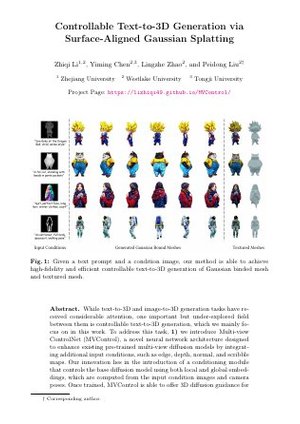 Controllable Text-to-3D Generation via
Surface-Aligned Gaussian Splatting
Zhiqi Li1,2, Yiming Chen2,3, Lingzhe Zhao2, and Peidong Liu2†
1 Zhejiang University 2 Westlake University 3 Tongji University
Project Page: https://lizhiqi49.github.io/MVControl/
Input Conditions Generated Gaussian Bound Meshes Textured Meshes
Fig. 1: Given a text prompt and a condition image, our method is able to achieve
high-fidelity and efficient controllable text-to-3D generation of Gaussian binded mesh
and textured mesh.
Abstract. While text-to-3D and image-to-3D generation tasks have re-
ceived considerable attention, one important but under-explored field
between them is controllable text-to-3D generation, which we mainly fo-
cus on in this work. To address this task, 1) we introduce Multi-view
ControlNet (MVControl), a novel neural network architecture designed
to enhance existing pre-trained multi-view diffusion models by integrat-
ing additional input conditions, such as edge, depth, normal, and scribble
maps. Our innovation lies in the introduction of a conditioning module
that controls the base diffusion model using both local and global embed-
dings, which are computed from the input condition images and camera
poses. Once trained, MVControl is able to offer 3D diffusion guidance for
† Corresponding author.